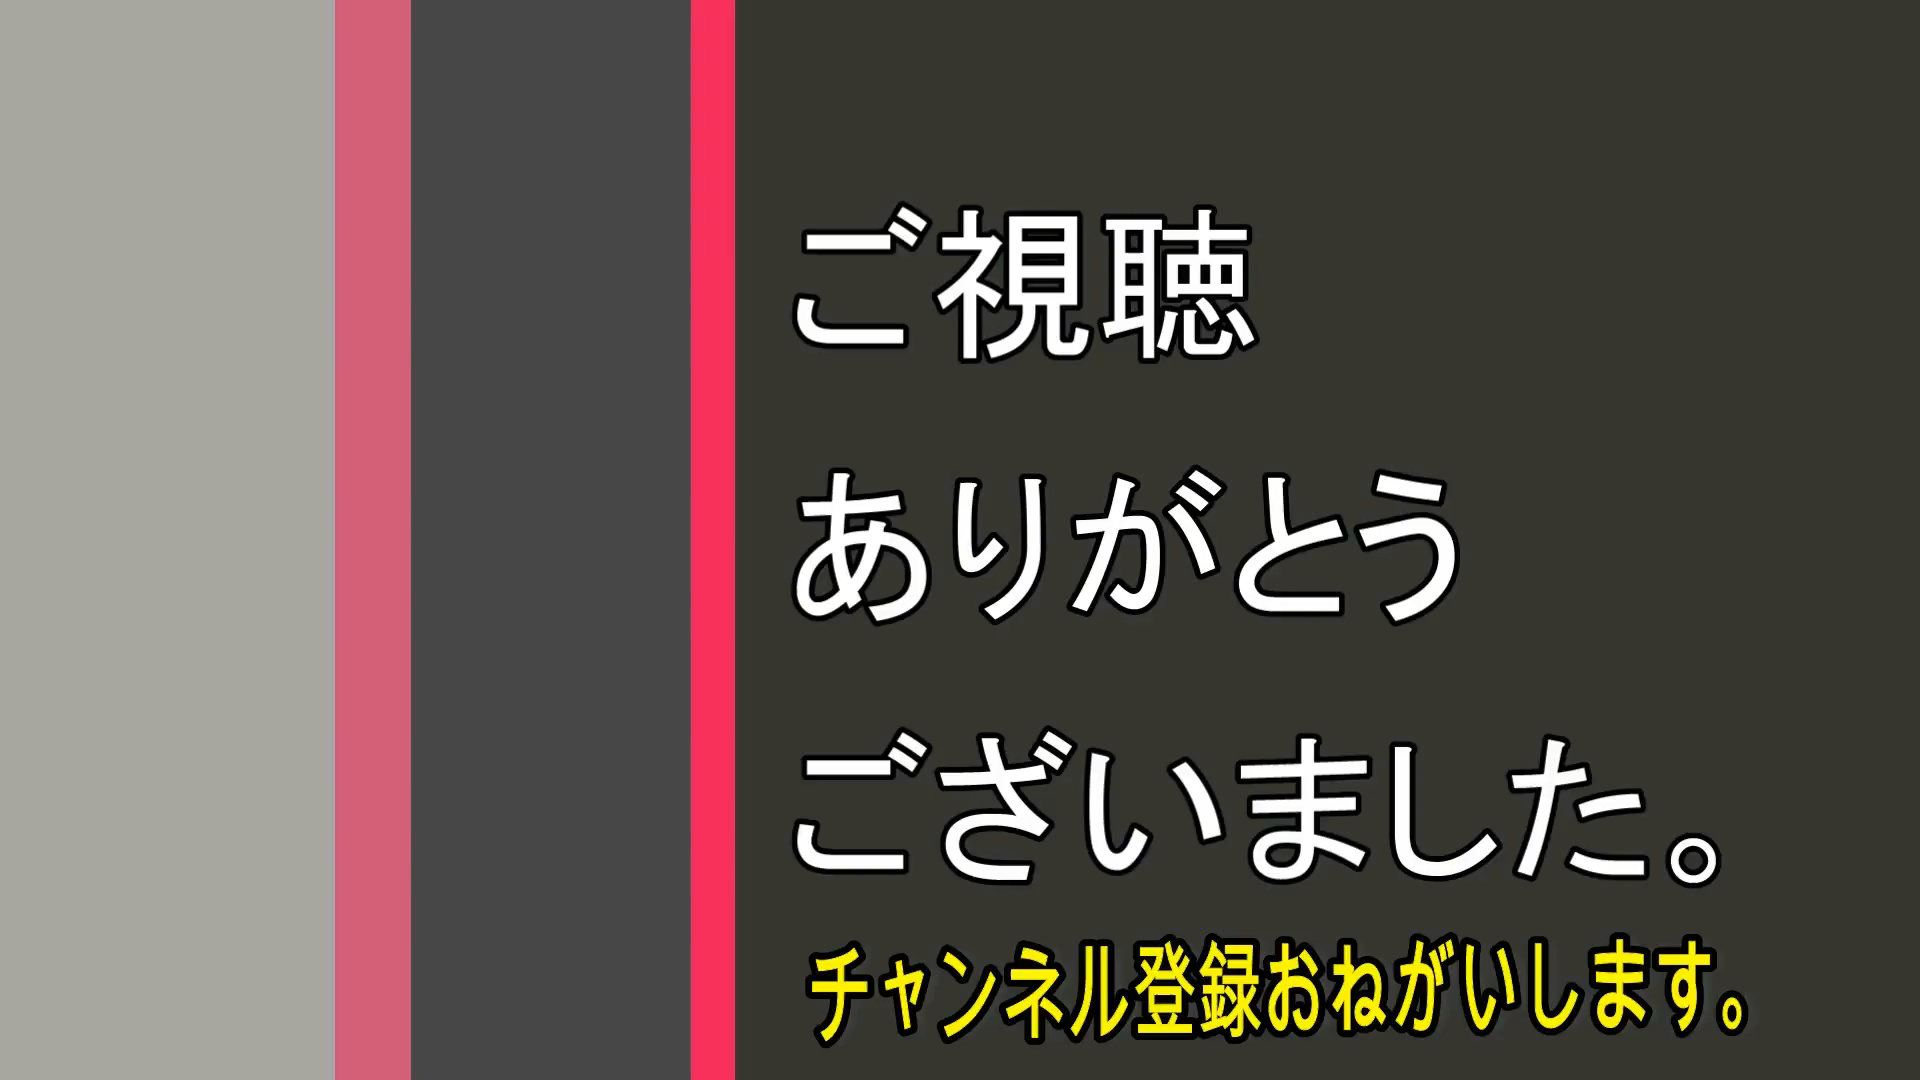 ご視聴
ありがとう
ございました。
チャンネル登録おねがいします。